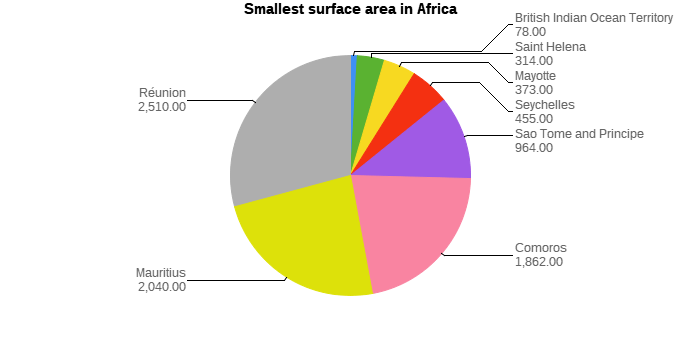 Smallest surface area in Africa
British Indian Ocean Territory
78.00
Saint Helena
314.00
Mayotte
373.00
Seychelles
455.00
Sao Tome and Principe
964.00
Comoros
1,862.00
Mauritius
2,040.00
Réunion
2,510.00